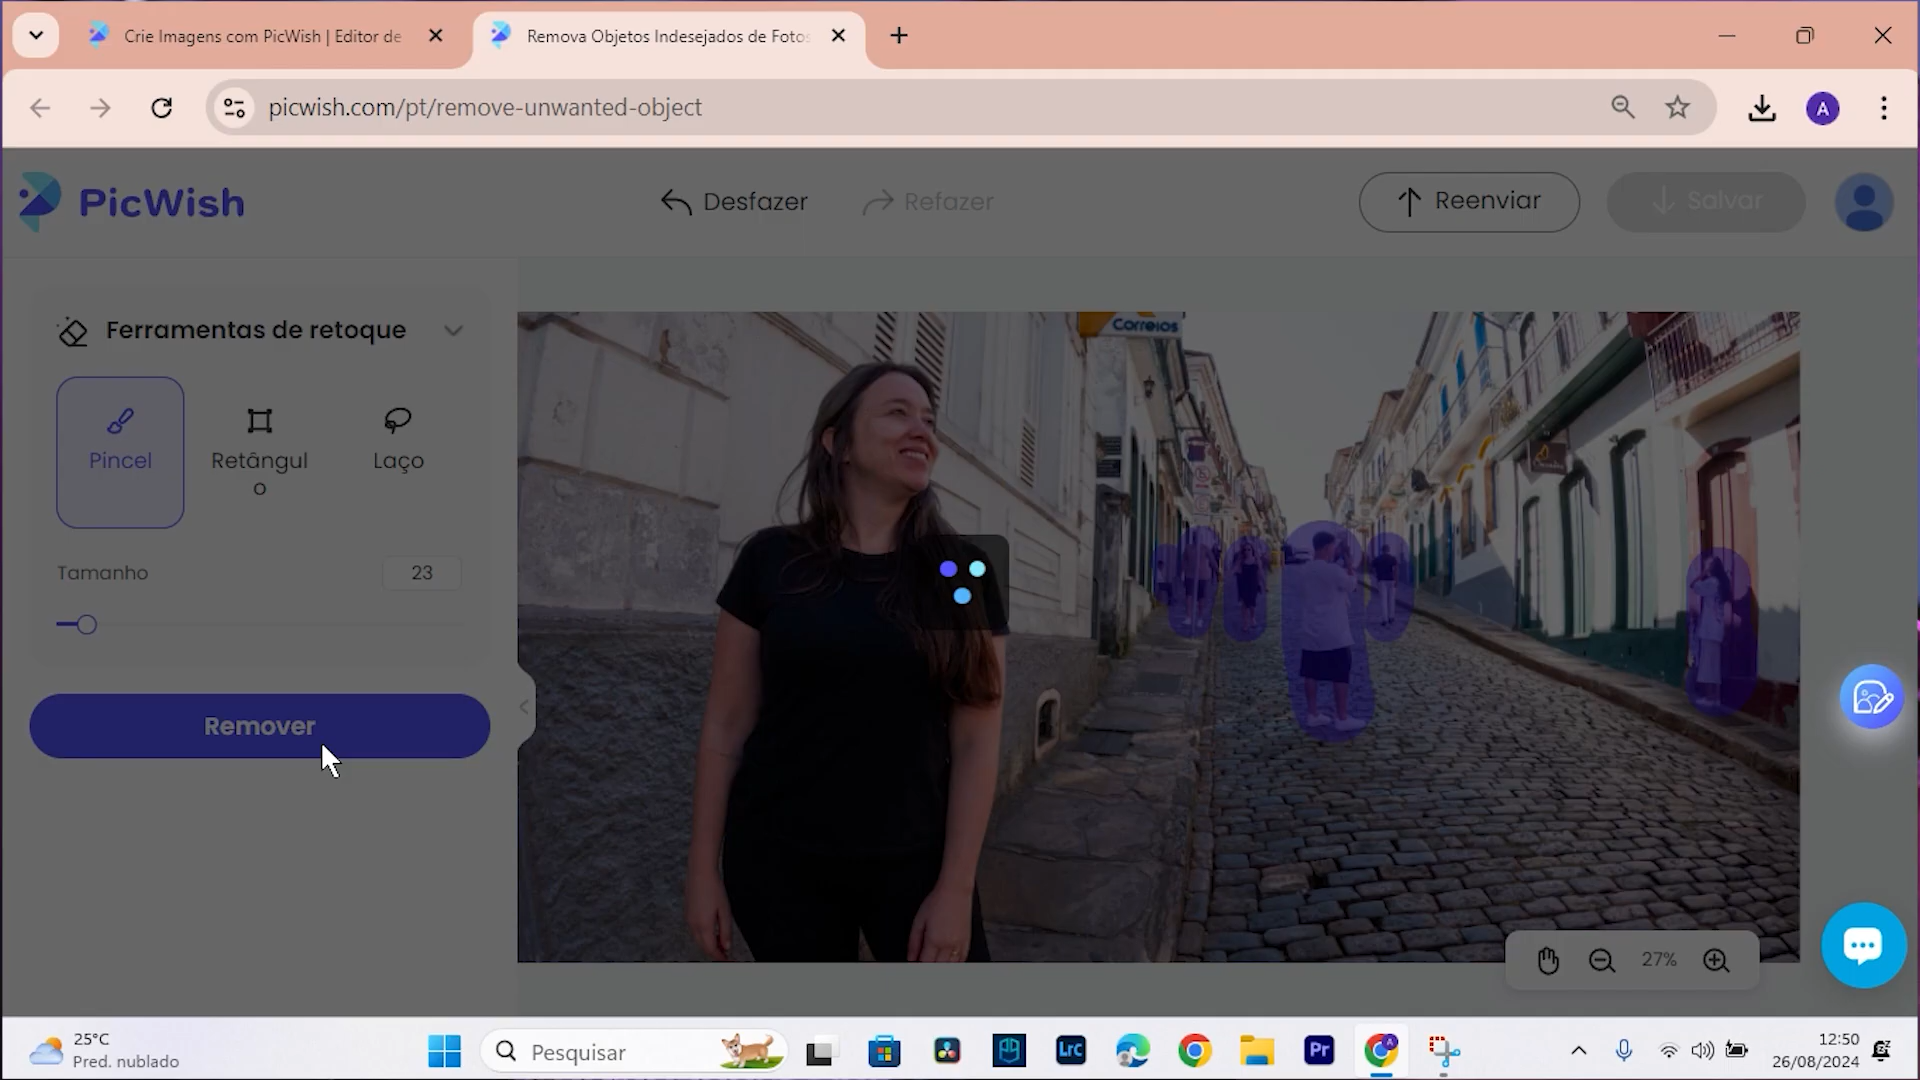 Crie Imagens com PicWish | Editor de
Remova Objetos Indesejados de Fotos
picwish.com/pt/remove-unwanted-object
A
PicWish
Desfazer
Refazer
Reenviar
Salvar
Ferramentas de retoque
Pincel
Retângul
o
Laço
Tamanho
23
Remover
Correios
27%
25°C
Pred. nublado
Pesquisar
LrC
Pr
A
12:50
26/08/2024